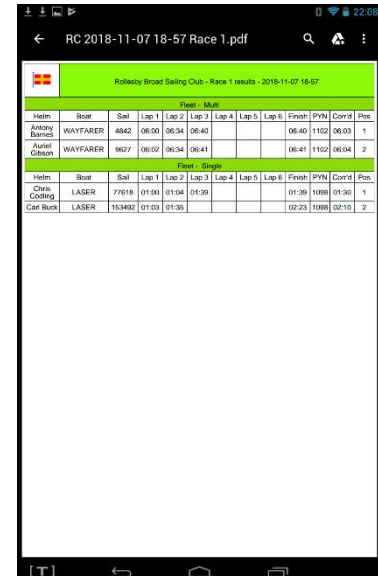 22:08
RC 2018-11-07 18-57 Race 1.pdf
Rollesby Broad Sailing Club - Race 1 results - 2018-11-07 18-57
Fleet - Multi
Helm Boat Sail Lap 1 Lap 2 Lap 3 Lap 4 Lap 5 Lap 6 Finish PYN Corr'd Pos
Antony Barnes WAYFARER 4842 06:00 06:34 06:40 06:40 1102 06:03 1
Auriel Gibson WAYFARER 9627 06:02 06:34 06:41 06:41 1102 06:04 2
Fleet - Single
Helm Boat Sail Lap 1 Lap 2 Lap 3 Lap 4 Lap 5 Lap 6 Finish PYN Corr'd Pos
Chris Codling LASER 77618 01:00 01:04 01:39 01:39 1098 01:30 1
Carl Buck LASER 153492 01:03 01:35 02:23 1098 02:10 2
[T]